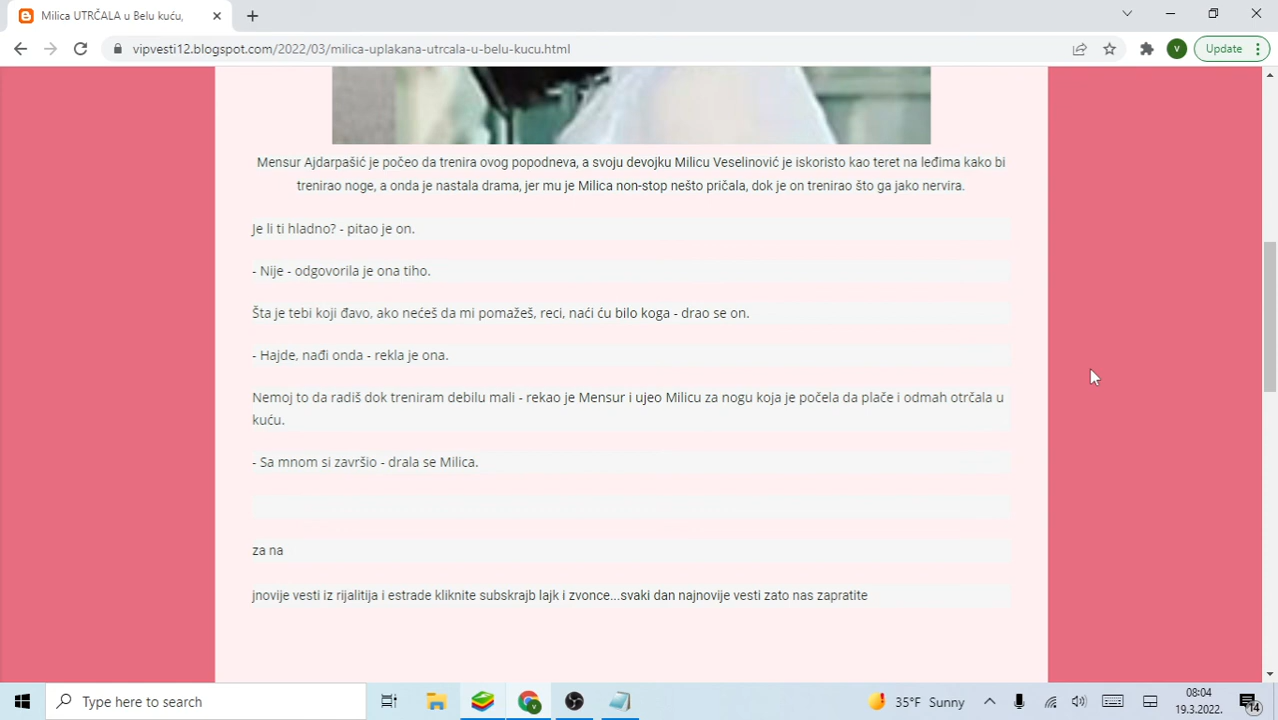 Milica UTRČALA u Belu kuću,
vipvesti12.blogspot.com/2022/03/milica-uplakana-utrcala-u-belu-kucu.html
V
Update
Mensur Ajdarpašić je počeo da trenira ovog popodneva, a svoju devojku Milicu Veselinović je iskoristo kao teret na leđima kako bi
trenirao noge, a onda je nastala drama, jer mu je Milica non-stop nešto pričala, dok je on trenirao što ga jako nervira.
Je li ti hladno? - pitao je on.
- Nije - odgovorila je ona tiho.
Šta je tebi koji đavo, ako nećeš da mi pomažeš, reci, naći ću bilo koga - drao se on.
- Hajde, nađi onda - rekla je ona.
Nemoj to da radiš dok treniram debilu mali - rekao je Mensur i ujeo Milicu za nogu koja je počela da plače i odmah otrčala u
kuću.
- Sa mnom si završio - drala se Milica.
za na
jnovije vesti iz rijalitija i estrade kliknite subskrajb lajk i zvonce...svaki dan najnovije vesti zato nas zapratite
Type here to search
35°F Sunny
08:04
19.3.2022.
14